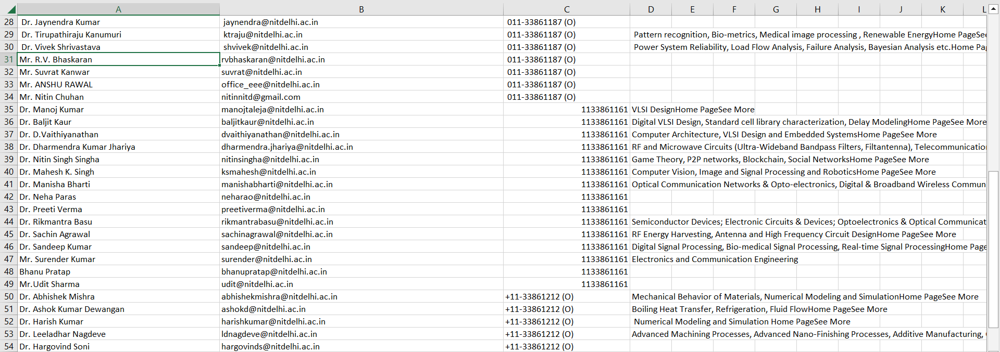 A B C D E F G H I J K L
28 Dr. Jaynendra Kumar jaynendra@nitdelhi.ac.in 011-33861187 (O)
29 Dr. Tirupathiraju Kanumuri ktraju@nitdelhi.ac.in 011-33861187 (O) Pattern recognition, Bio-metrics, Medical image processing , Renewable EnergyHome PageSee
30 Dr. Vivek Shrivastava shvivek@nitdelhi.ac.in 011-33861187 (O) Power System Reliability, Load Flow Analysis, Failure Analysis, Bayesian Analysis etc.Home Pag
31 Mr. R.V. Bhaskaran rvbhaskaran@nitdelhi.ac.in 011-33861187 (O)
32 Mr. Suvrat Kanwar suvrat@nitdelhi.ac.in 011-33861187 (O)
33 Mr. ANSHU RAWAL office_eee@nitdelhi.ac.in 011-33861187 (O)
34 Mr. Nitin Chuhan nitinnitd@gmail.com 011-33861187 (O)
35 Dr. Manoj Kumar manojtaleja@nitdelhi.ac.in 1133861161 VLSI DesignHome PageSee More
36 Dr. Baljit Kaur baljitkaur@nitdelhi.ac.in 1133861161 Digital VLSI Design, Standard cell library characterization, Delay ModelingHome PageSee More
37 Dr. D.Vaithiyanathan dvaithiyanathan@nitdelhi.ac.in 1133861161 Computer Architecture, VLSI Design and Embedded SystemsHome PageSee More
38 Dr. Dharmendra Kumar Jhariya dharmendra.jhariya@nitdelhi.ac.in 1133861161 RF and Microwave Circuits (Ultra-Wideband Bandpass Filters, Filtantenna), Telecommunication
39 Dr. Nitin Singh Singha nitinsingha@nitdelhi.ac.in 1133861161 Game Theory, P2P networks, Blockchain, Social NetworksHome PageSee More
40 Dr. Mahesh K. Singh ksmahesh@nitdelhi.ac.in 1133861161 Computer Vision, Image and Signal Processing and RoboticsHome PageSee More
41 Dr. Manisha Bharti manishabharti@nitdelhi.ac.in 1133861161 Optical Communication Networks & Opto-electronics, Digital & Broadband Wireless Commun
42 Dr. Neha Paras neharao@nitdelhi.ac.in 1133861161
43 Dr. Preeti Verma preetiverma@nitdelhi.ac.in 1133861161
44 Dr. Rikmantra Basu rikmantrabasu@nitdelhi.ac.in 1133861161 Semiconductor Devices; Electronic Circuits & Devices; Optoelectronics & Optical Communicat
45 Dr. Sachin Agrawal sachinagrawal@nitdelhi.ac.in 1133861161 RF Energy Harvesting, Antenna and High Frequency Circuit DesignHome PageSee More
46 Dr. Sandeep Kumar sandeep@nitdelhi.ac.in 1133861161 Digital Signal Processing, Bio-medical Signal Processing, Real-time Signal ProcessingHome Page
47 Mr. Surender Kumar surender@nitdelhi.ac.in 1133861161 Electronics and Communication Engineering
48 Bhanu Pratap bhanupratap@nitdelhi.ac.in 1133861161
49 Mr.Udit Sharma udit@nitdelhi.ac.in 1133861161
50 Dr. Abhishek Mishra abhishekmishra@nitdelhi.ac.in +11-33861212 (O) Mechanical Behavior of Materials, Numerical Modeling and SimulationHome PageSee More
51 Dr. Ashok Kumar Dewangan ashokd@nitdelhi.ac.in +11-33861212 (O) Boiling Heat Transfer, Refrigeration, Fluid FlowHome PageSee More
52 Dr. Harish Kumar harishkumar@nitdelhi.ac.in +11-33861212 (O) Numerical Modeling and Simulation Home PageSee More
53 Dr. Leeladhar Nagdeve ldnagdeve@nitdelhi.ac.in +11-33861212 (O) Advanced Machining Processes, Advanced Nano-Finishing Processes, Additive Manufacturing,
54 Dr. Hargovind Soni hargovinds@nitdelhi.ac.in +11-33861212 (O)